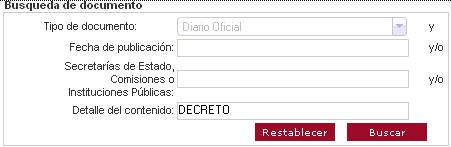 Busqueda de documento
Tipo de documento: Diario Oficial y
Fecha de publicación: y/o
Secretarías de Estado,
Comisiones o y/o
Instituciones Públicas:
Detalle del contenido: DECRETO
Restablecer Buscar